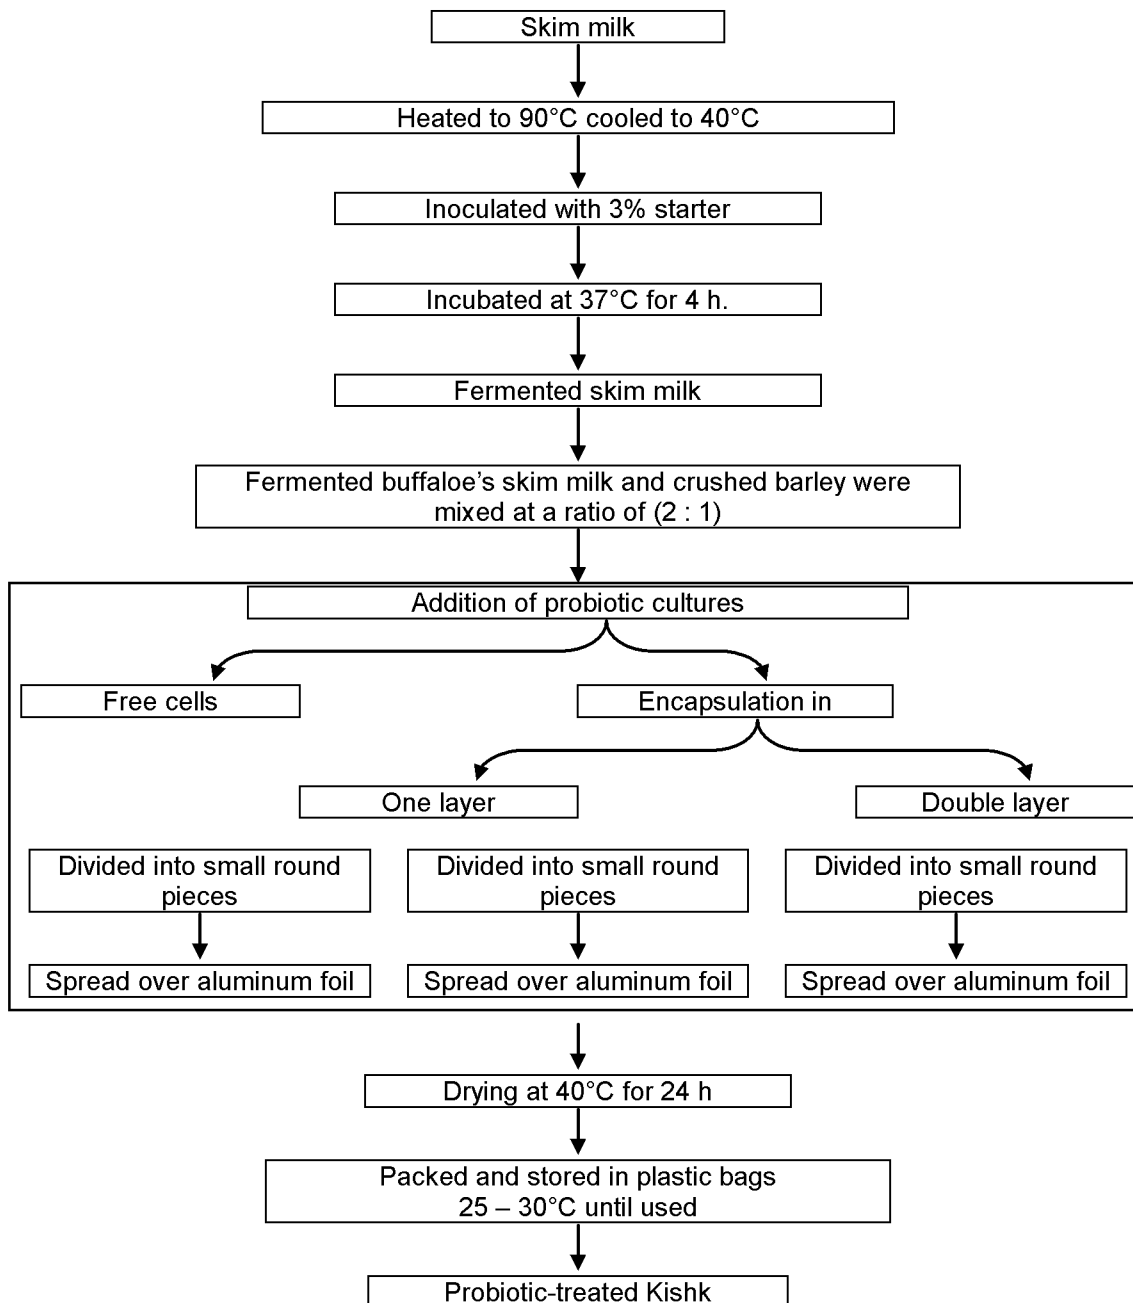 Skim milk
Heated to 90°C cooled to 40°C
Inoculated with 3% starter
Incubated at 37°C for 4 h.
Fermented skim milk
Fermented buffaloe's skim milk and crushed barley were
mixed at a ratio of (2 : 1)
Addition of probiotic cultures
Free cells
Encapsulation in
One layer
Double layer
Divided into small round
pieces
Divided into small round
pieces
Divided into small round
pieces
Spread over aluminum foil
Spread over aluminum foil
Spread over aluminum foil
Drying at 40°C for 24 h
Packed and stored in plastic bags
25 – 30°C until used
Probiotic-treated Kishk